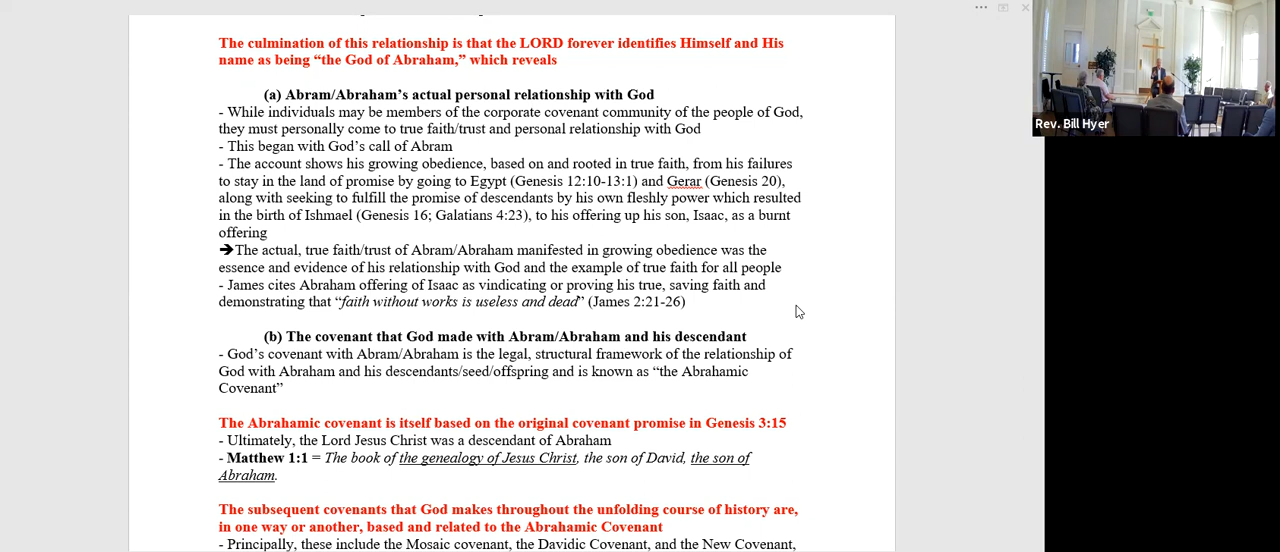 The culmination of this relationship is that the LORD forever identifies Himself and His
name as being “the God of Abraham,” which reveals
(a) Abram/Abraham’s actual personal relationship with God
- While individuals may be members of the corporate covenant community of the people of God,
they must personally come to true faith/trust and personal relationship with God
- This began with God’s call of Abram
- The account shows his growing obedience, based on and rooted in true faith, from his failures
to stay in the land of promise by going to Egypt (Genesis 12:10-13:1) and Gerar (Genesis 20),
along with seeking to fulfill the promise of descendants by his own fleshly power which resulted
in the birth of Ishmael (Genesis 16; Galatians 4:23), to his offering up his son, Isaac, as a burnt
offering
➔The actual, true faith/trust of Abram/Abraham manifested in growing obedience was the
essence and evidence of his relationship with God and the example of true faith for all people
- James cites Abraham offering of Isaac as vindicating or proving his true, saving faith and
demonstrating that “faith without works is useless and dead” (James 2:21-26)
(b) The covenant that God made with Abram/Abraham and his descendant
- God’s covenant with Abram/Abraham is the legal, structural framework of the relationship of
God with Abraham and his descendants/seed/offspring and is known as “the Abrahamic
Covenant”
The Abrahamic covenant is itself based on the original covenant promise in Genesis 3:15
- Ultimately, the Lord Jesus Christ was a descendant of Abraham
- Matthew 1:1 = The book of the genealogy of Jesus Christ, the son of David, the son of
Abraham.
The subsequent covenants that God makes throughout the unfolding course of history are,
in one way or another, based and related to the Abrahamic Covenant
- Principally, these include the Mosaic covenant, the Davidic Covenant, and the New Covenant,
Rev. Bill Hyer